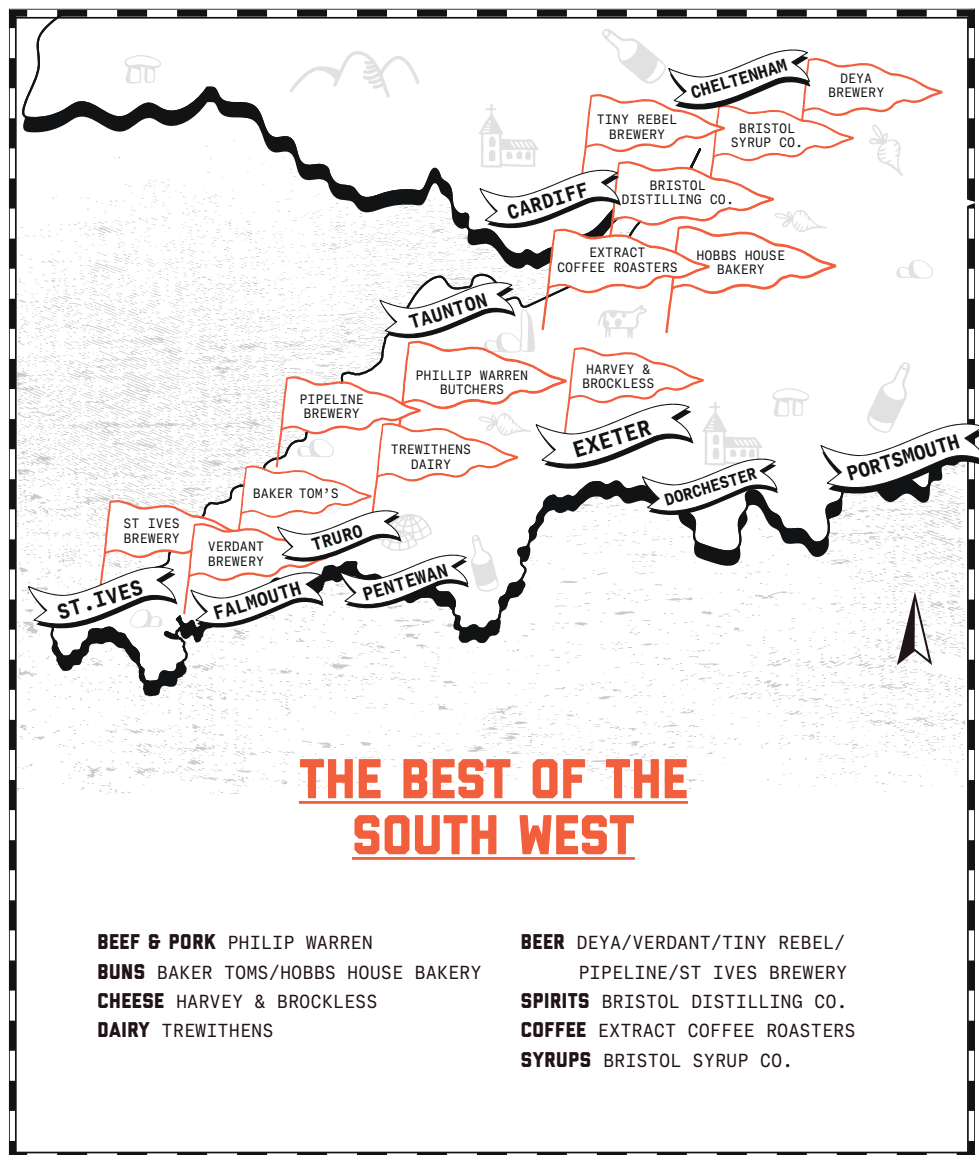 CHELTENHAM
DEYA
BREWERY
TINY REBEL
BREWERY
BRISTOL
SYRUP CO.
CARDIFF
BRISTOL
DISTILLING CO.
EXTRACT
COFFEE ROASTERS
HOBBS HOUSE
BAKERY
TAUNTON
PHILLIP WARREN
BUTCHERS
HARVEY &
BROCKLESS
PIPELINE
BREWERY
EXETER
TREWITHENS
DAIRY
PORTSMOUTH
DORCHESTER
BAKER TOM'S
ST IVES
BREWERY
VERDANT
BREWERY
TRURO
PENTEWAN
ST.IVES
FALMOUTH
THE BEST OF THE
SOUTH WEST
BEEF & PORK PHILIP WARREN
BUNS BAKER TOMS/HOBBS HOUSE BAKERY
CHEESE HARVEY & BROCKLESS
DAIRY TREWITHENS
BEER DEYA/VERDANT/TINY REBEL/
PIPELINE/ST IVES BREWERY
SPIRITS BRISTOL DISTILLING CO.
COFFEE EXTRACT COFFEE ROASTERS
SYRUPS BRISTOL SYRUP CO.